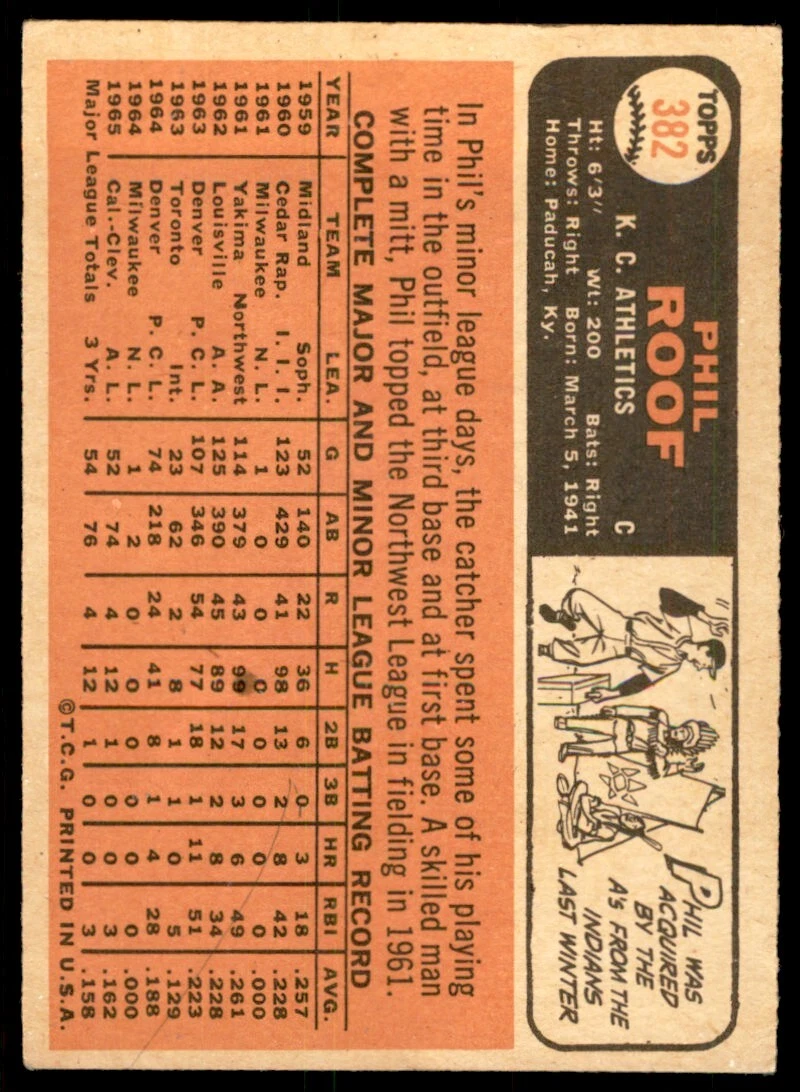 TOPPS
382
PHIL
ROOF
K. C. ATHLETICS C
Ht: 6'3" Wt: 200 Bats: Right
Throws: Right Born: March 5, 1941
Home: Paducah, Ky.
PHIL WAS
ACQUIRED
BY THE
A'S FROM THE
INDIANS
LAST WINTER
In Phil's minor league days, the catcher spent some of his playing
time in the outfield, at third base and at first base. A skilled man
with a mitt, Phil topped the Northwest League in fielding in 1961.
COMPLETE MAJOR AND MINOR LEAGUE BATTING RECORD
YEAR TEAM LEA. G AB R H 2B 3B HR RBI AVG.
1959 Midland Soph. 52 140 22 36 6 0 3 18 .257
1960 Cedar Rap. I. I. I. 123 429 41 98 13 2 8 42 .228
1961 Milwaukee N. L. 1 0 0 0 0 0 0 0 .000
1961 Yakima Northwest 114 379 43 99 17 3 6 49 .261
1962 Louisville A. A. 125 390 45 89 12 2 8 34 .228
1963 Denver P. C. L. 107 346 54 77 18 1 11 51 .223
1963 Toronto Int. 23 62 2 8 1 1 0 5 .129
1964 Denver P. C. L. 74 218 24 41 8 1 4 28 .188
1964 Milwaukee N. L. 1 2 0 0 0 0 0 0 .000
1965 Cal.-Clev. A. L. 52 74 4 12 1 0 0 3 .162
Major League Totals 3 Yrs. 54 76 4 12 1 0 0 3 .158
©T.C.G. PRINTED IN U.S.A.